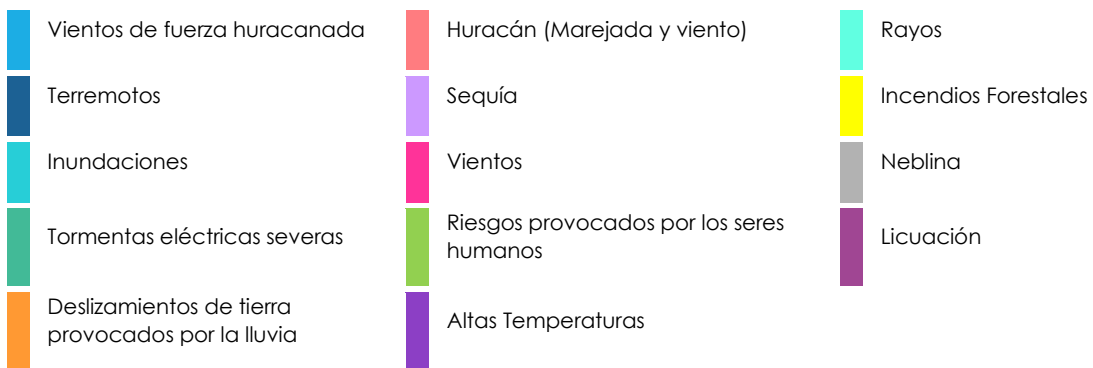 Vientos de fuerza huracanada
Huracán (Marejada y viento)
Rayos
Terremotos
Sequía
Incendios Forestales
Inundaciones
Vientos
Neblina
Tormentas eléctricas severas
Riesgos provocados por los seres
humanos
Licuación
Deslizamientos de tierra
provocados por la lluvia
Altas Temperaturas